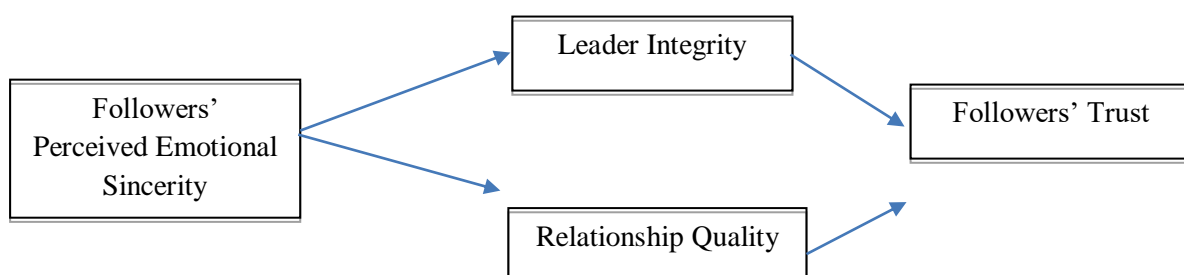 Leader Integrity
Followers’
Perceived Emotional
Sincerity
Followers’ Trust
Relationship Quality